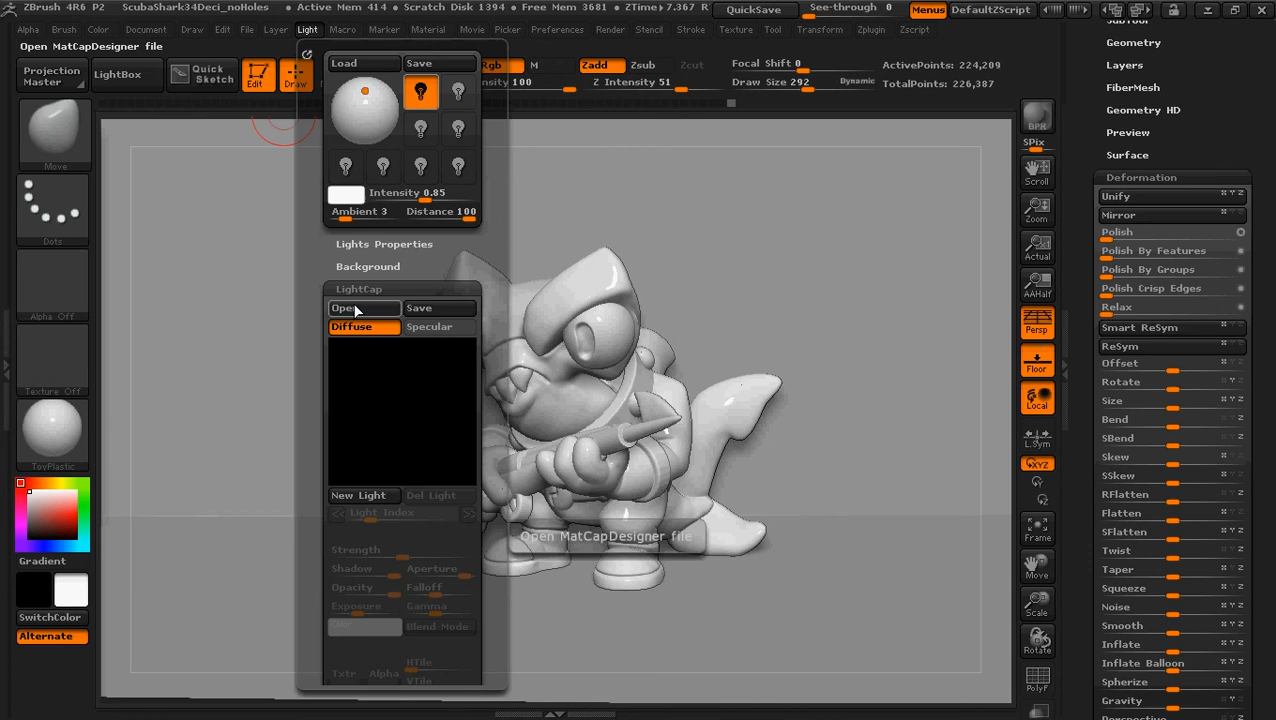 ZBrush 4R6 P2 ScubaShark34Deci_noHoles • Active Mem 414 • Scratch Disk 1394 • Free Mem 3681 • ZTime▸7.367 R QuickSave See-through 0 Menus DefaultZScript
Alpha Brush Color Document Draw Edit File Layer Light Macro Marker Material Movie Picker Preferences Render Stencil Stroke Texture Tool Transform Zplugin Zscript
Open MatCapDesigner file
Projection Master
LightBox
Quick Sketch
Edit
Draw
Rgb
M
Zadd
Zsub
Zcut
Focal Shift 0
ActivePoints: 224,209
Intensity 100
Z Intensity 51
Draw Size 292
Dynamic
TotalPoints: 226,387
Move
Dots
Alpha Off
Texture Off
ToyPlastic
Gradient
SwitchColor
Alternate
Load
Save
Intensity 0.85
Ambient 3
Distance 100
Lights Properties
Background
LightCap
Open
Save
Diffuse
Specular
New Light
Del Light
<< Light Index
Strength
Shadow
Aperture
Opacity
Falloff
Exposure
Gamma
Color
Blend Mode
HTile
Txtr
Alpha
VTile
Open MatCapDesigner file
BPR
SPix
Scroll
Zoom
Actual
AAHalf
Persp
Floor
Local
L.Sym
XYZ
Y
Z
Frame
Move
Scale
Rotate
PolyF
Geometry
Layers
FiberMesh
Geometry HD
Preview
Surface
Deformation
Unify
Mirror
Polish
Polish By Features
Polish By Groups
Polish Crisp Edges
Relax
Smart ReSym
ReSym
Offset
Rotate
Size
Bend
SBend
Skew
SSkew
RFlatten
Flatten
SFlatten
Twist
Taper
Squeeze
Noise
Smooth
Inflate
Inflate Balloon
Spherize
Gravity